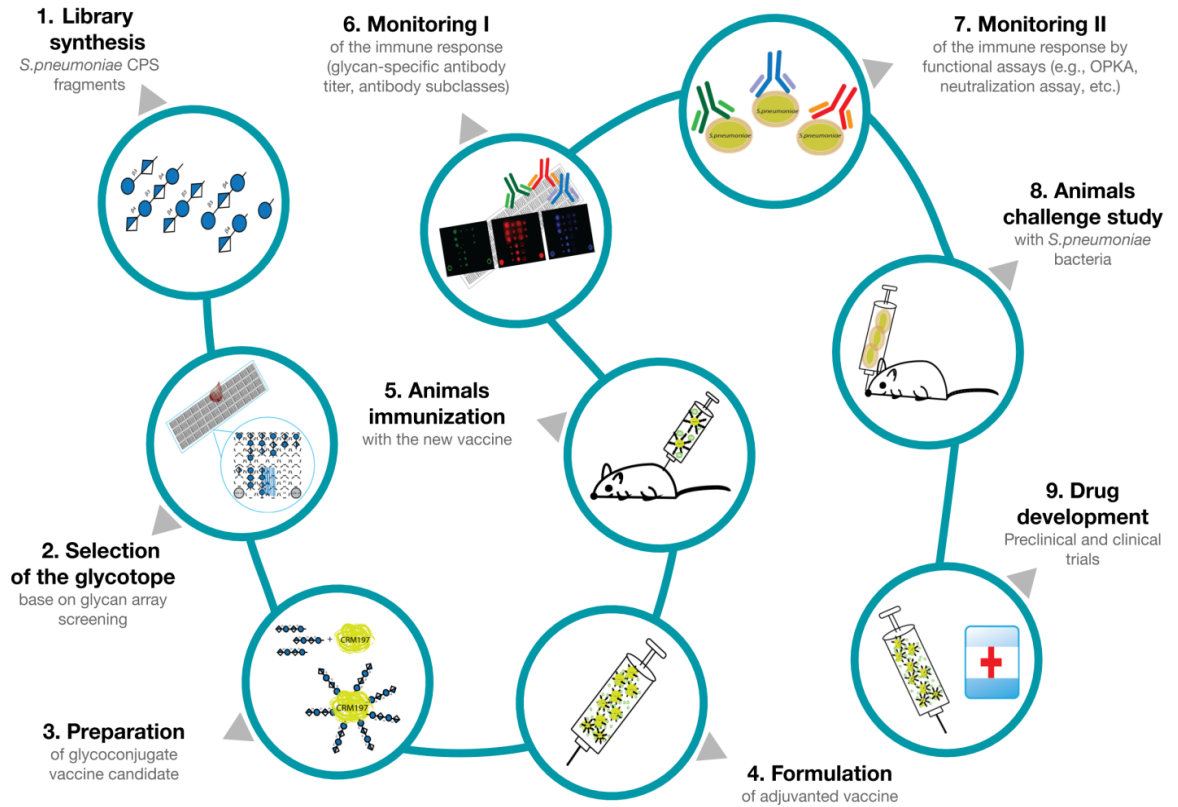 1. Library
synthesis
S.pneumoniae CPS
fragments
2. Selection
of the glycotope
base on glycan array
screening
+
CRM197
CRM197
3. Preparation
of glycoconjugate
vaccine candidate
4. Formulation
of adjuvanted vaccine
5. Animals
immunization
with the new vaccine
6. Monitoring I
of the immune response
(glycan-specific antibody
titer, antibody subclasses)
7. Monitoring II
of the immune response by
functional assays (e.g., OPKA,
neutralization assay, etc.)
S.pneumoniae
S.pneumoniae
S.pneumoniae
8. Animals
challenge study
with S.pneumoniae
bacteria
9. Drug
development
Preclinical and clinical
trials